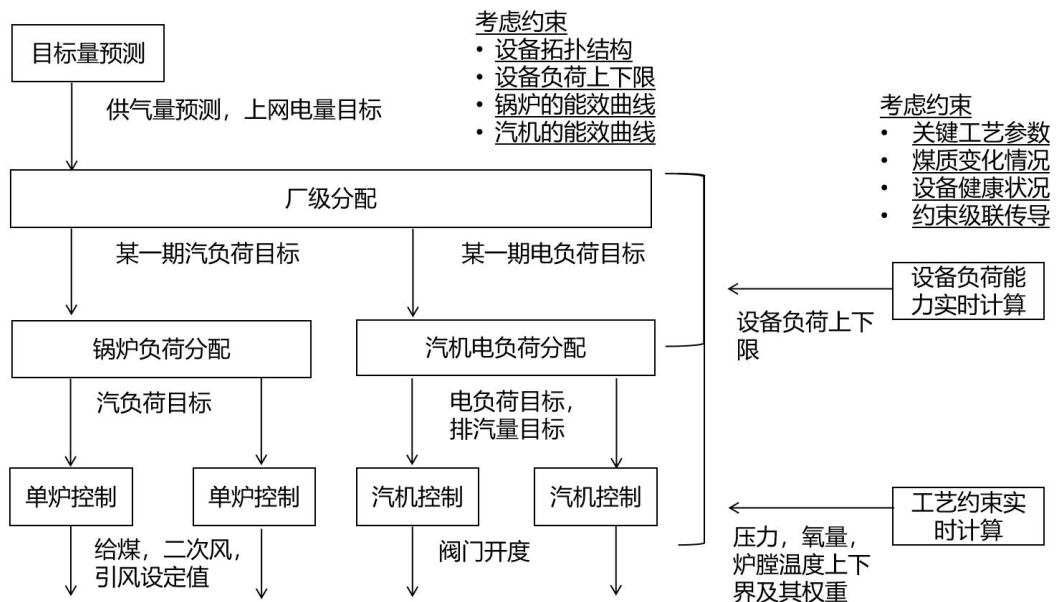 目标量预测
供气量预测，上网电量目标
考虑约束
• 设备拓扑结构
• 设备负荷上下限
• 锅炉的能效曲线
• 汽机的能效曲线
考虑约束
• 关键工艺参数
• 煤质变化情况
• 设备健康状况
• 约束级联传导
厂级分配
某一期汽负荷目标
某一期电负荷目标
设备负荷能
力实时计算
设备负荷上下
限
锅炉负荷分配
汽机电负荷分配
汽负荷目标
电负荷目标，
排汽量目标
单炉控制
单炉控制
汽机控制
汽机控制
工艺约束实
时计算
给煤，二次风，
引风设定值
阀门开度
压力，氧量，
炉膛温度上下
界及其权重